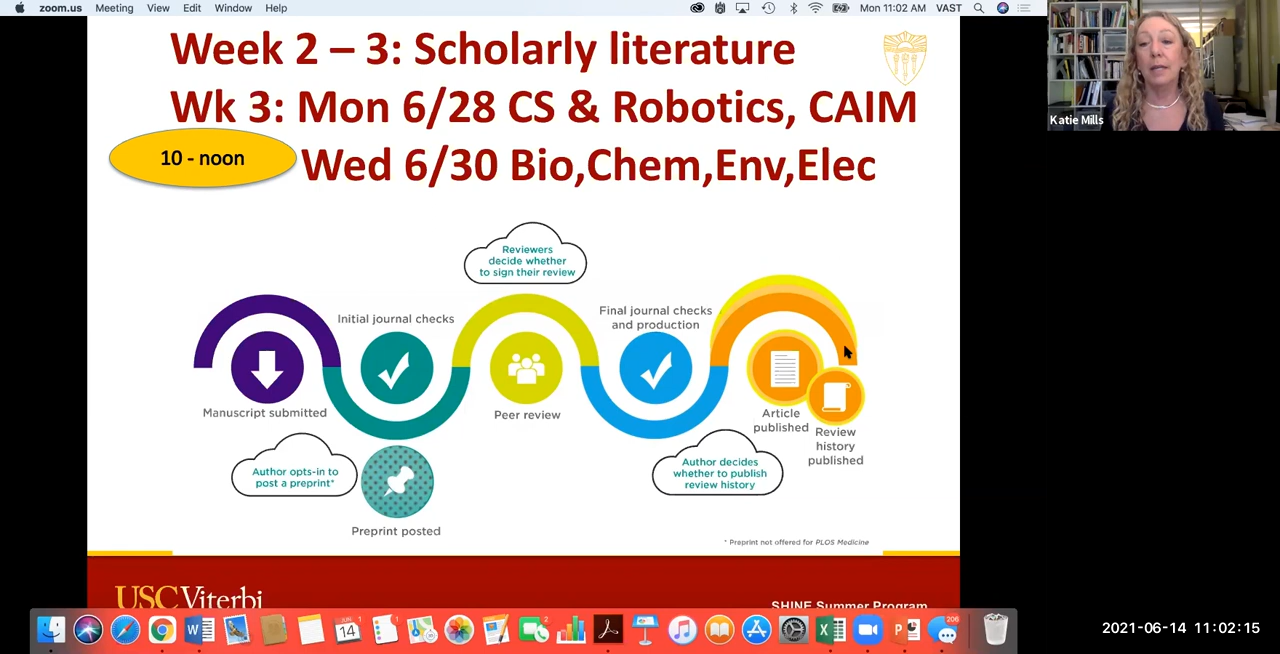 zoom.us Meeting View Edit Window Help Mon 11:02 AM VAST
Week 2 – 3: Scholarly literature
Wk 3: Mon 6/28 CS & Robotics, CAIM
10 - noon
Wed 6/30 Bio,Chem,Env,Elec
Katie Mills
Reviewers
decide whether
to sign their review
Initial journal checks
Final journal checks
and production
Manuscript submitted
Peer review
Article
published
Review
history
published
Author opts-in to
post a preprint*
Author decides
whether to publish
review history
Preprint posted
* Preprint not offered for PLOS Medicine
USC Viterbi
SHINE Summer Program
JUN
14
206
2021-06-14 11:02:15